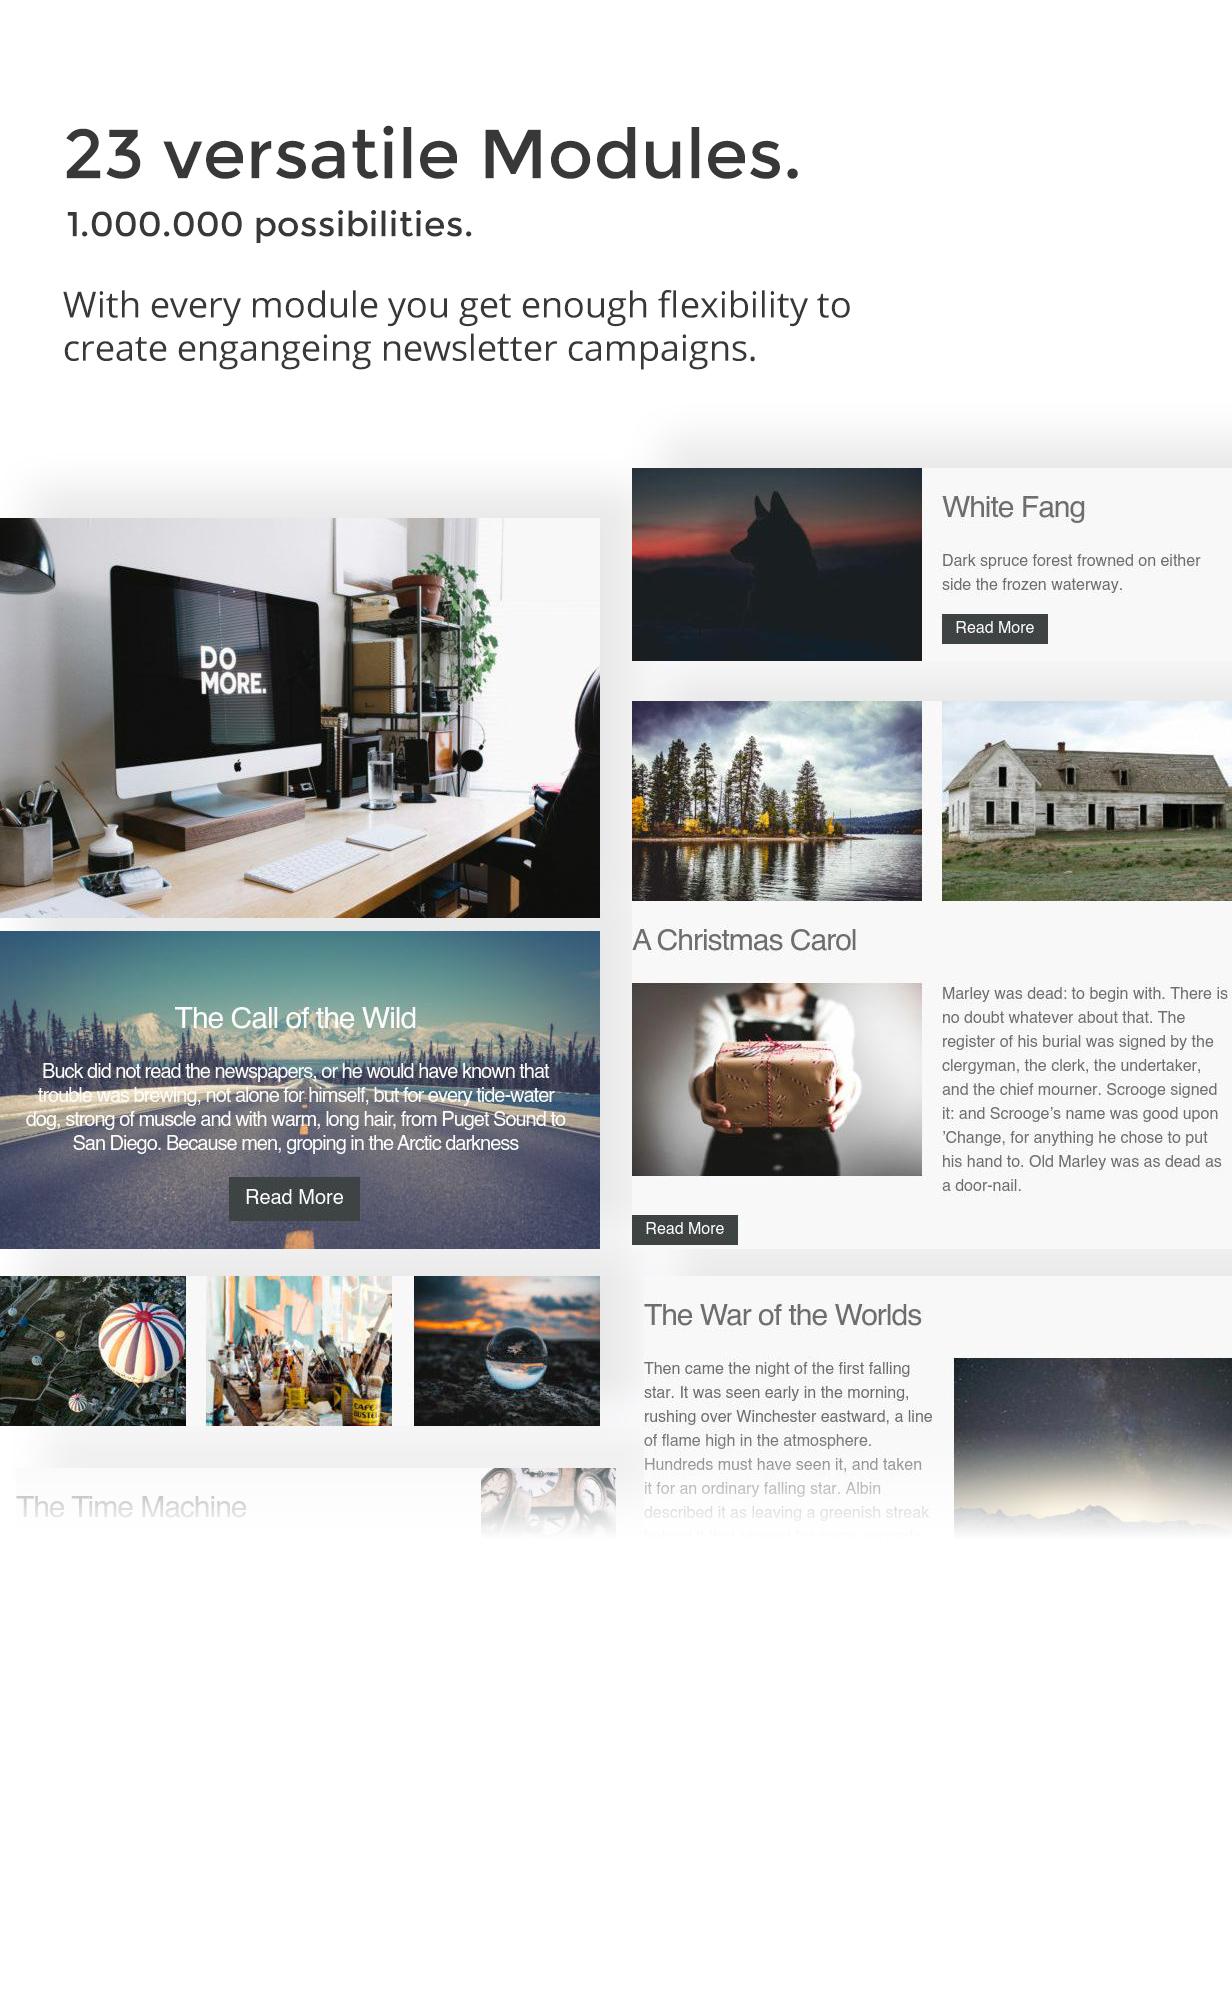 23 versatile Modules.
1.000.000 possibilities.
With every module you get enough flexibility to
create engangeing newsletter campaigns.
DO
MORE.
The Call of the Wild
Buck did not read the newspapers, or he would have known that
trouble was brewing, not alone for himself, but for every tide-water
dog, strong of muscle and with warm, long hair, from Puget Sound to
San Diego. Because men, groping in the Arctic darkness
Read More
CAFE
BUSTELO
The Time Machine
White Fang
Dark spruce forest frowned on either
side the frozen waterway.
Read More
A Christmas Carol
Marley was dead: to begin with. There is
no doubt whatever about that. The
register of his burial was signed by the
clergyman, the clerk, the undertaker,
and the chief mourner. Scrooge signed
it: and Scrooge's name was good upon
'Change, for anything he chose to put
his hand to. Old Marley was as dead as
a door-nail.
Read More
The War of the Worlds
Then came the night of the first falling
star. It was seen early in the morning,
rushing over Winchester eastward, a line
of flame high in the atmosphere.
Hundreds must have seen it, and taken
it for an ordinary falling star. Albin
described it as leaving a greenish streak